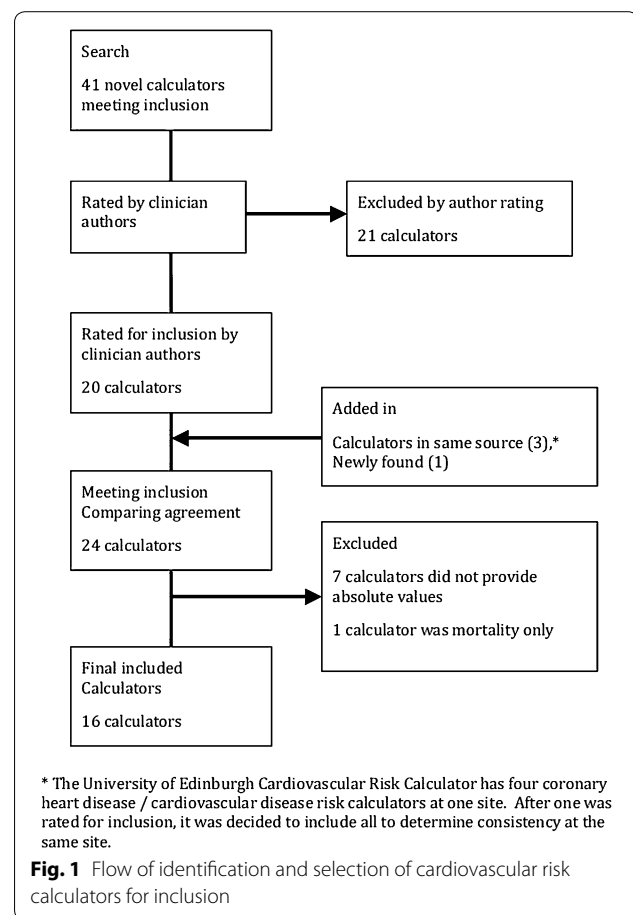 Search
41 novel calculators
meeting inclusion
Rated by clinician
authors
Excluded by author rating
21 calculators
Rated for inclusion by
clinician authors
20 calculators
Added in
Calculators in same source (3),*
Newly found (1)
Meeting inclusion
Comparing agreement
24 calculators
Excluded
7 calculators did not provide
absolute values
1 calculator was mortality only
Final included
Calculators
16 calculators
* The University of Edinburgh Cardiovascular Risk Calculator has four coronary
heart disease / cardiovascular disease risk calculators at one site.  After one was
rated for inclusion, it was decided to include all to determine consistency at the
same site.
Fig. 1 Flow of identification and selection of cardiovascular risk
calculators for inclusion